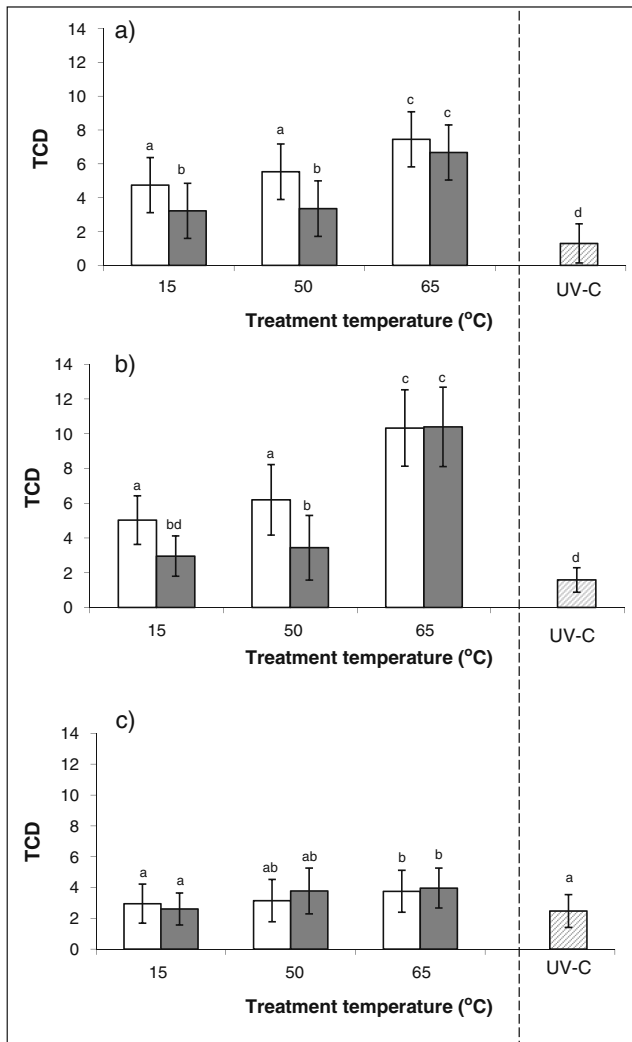 a)
14
12
10
8
6
4
2
0
TCD
a
b
a
b
c
c
d
15
50
65
UV-C
Treatment temperature (°C)
b)
14
12
10
8
6
4
2
0
TCD
a
bd
a
b
c
c
d
15
50
65
UV-C
Treatment temperature (°C)
c)
14
12
10
8
6
4
2
0
TCD
a
a
ab
ab
b
b
a
15
50
65
UV-C
Treatment temperature (°C)